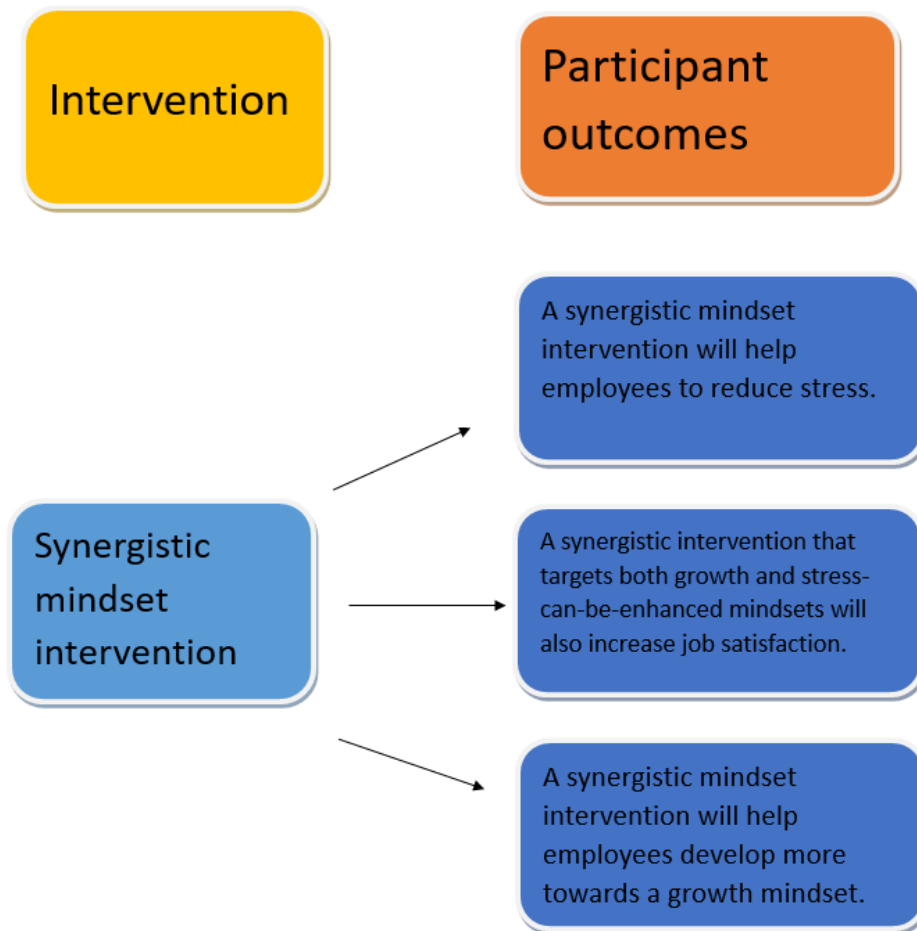 Intervention
Participant
outcomes
A synergistic mindset
intervention will help
employees to reduce stress.
Synergistic
mindset
intervention
A synergistic intervention that
targets both growth and stress-
can-be-enhanced mindsets will
also increase job satisfaction.
A synergistic mindset
intervention will help
employees develop more
towards a growth mindset.